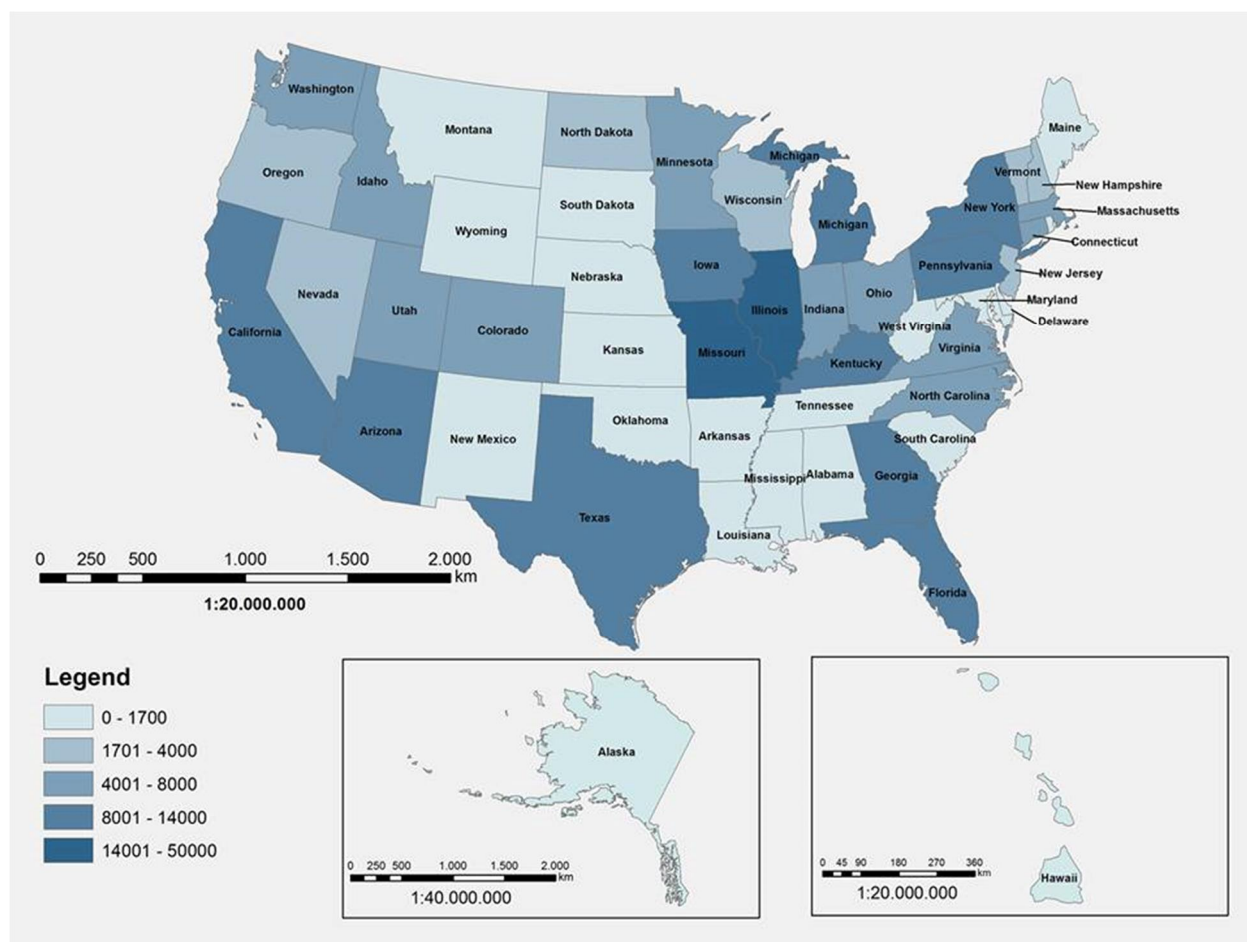 Washington
Montana
North Dakota
Minnesota
Michigan
Maine
Vermont
New Hampshire
Oregon
Idaho
South Dakota
Wisconsin
Michigan
New York
Massachusetts
Wyoming
Connecticut
Iowa
Pennsylvania
New Jersey
Nebraska
Nevada
Utah
Colorado
Illinois
Indiana
Ohio
Maryland
Delaware
California
Kansas
Missouri
West Virginia
Kentucky
Virginia
Arizona
New Mexico
Oklahoma
Arkansas
Tennessee
North Carolina
South Carolina
Mississippi
Alabama
Georgia
Texas
Louisiana
Florida
0 250 500 1.000 1.500 2.000
km
1:20.000.000
Legend
0 - 1700
1701 - 4000
4001 - 8000
8001 - 14000
14001 - 50000
Alaska
0 250 500 1.000 1.500 2.000
km
1:40.000.000
0 45 90 180 270 360
km
1:20.000.000
Hawaii